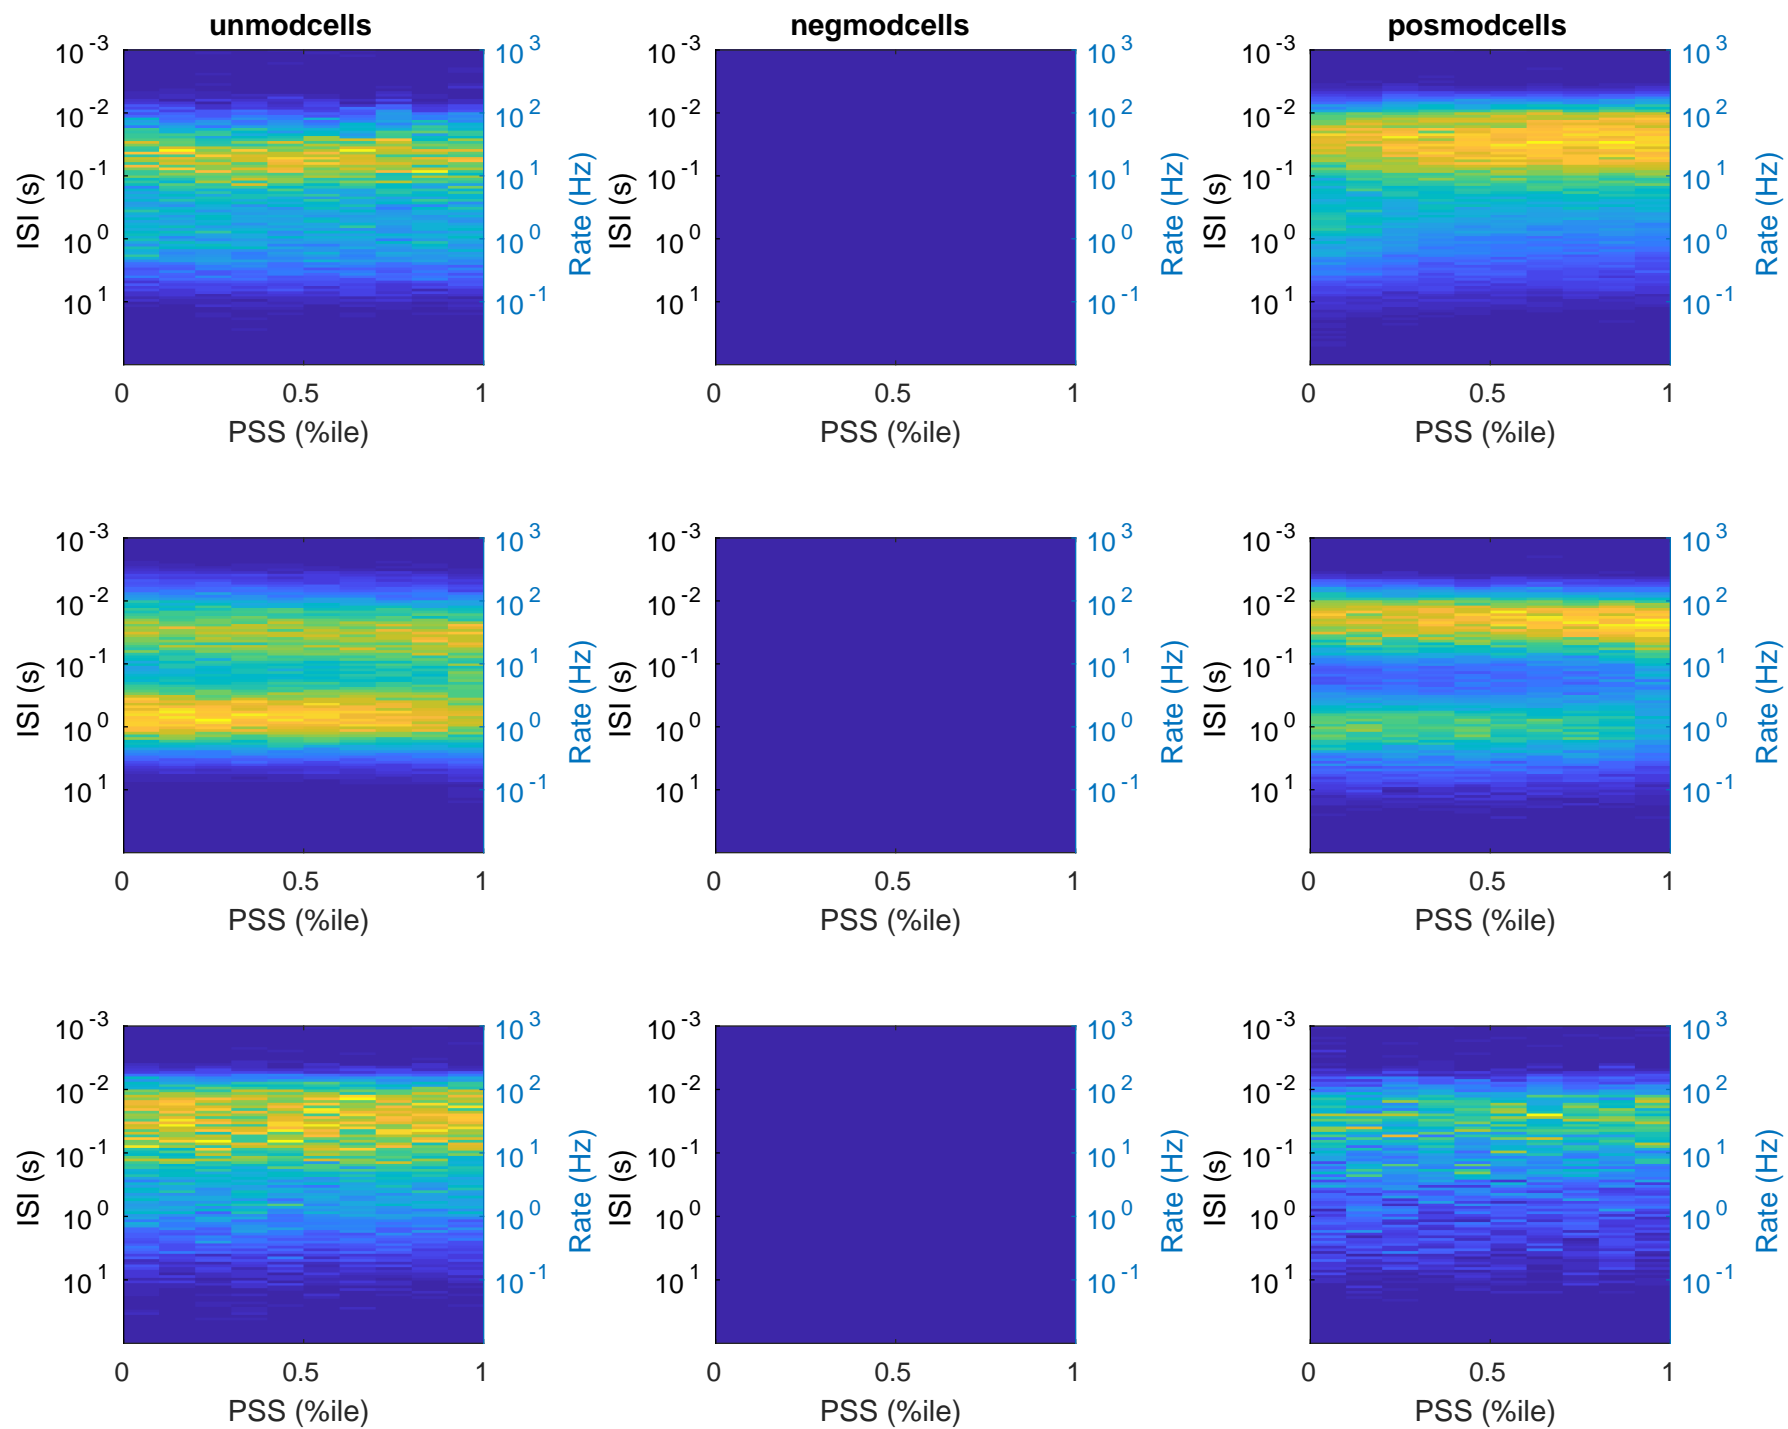 unmodcells negmodcells posmodcells
10^-3 10^3 10^-3 10^3 10^-3 10^3
10^-2 10^2 10^-2 10^2 10^-2 10^2
10^-1 10^1 10^-1 10^1 10^-1 10^1
10^0 10^0 10^0 10^0 10^0 10^0
10^1 10^-1 10^1 10^-1 10^1 10^-1
ISI (s) Rate (Hz) ISI (s) Rate (Hz) ISI (s) Rate (Hz)
0 0.5 1 0 0.5 1 0 0.5 1
PSS (%ile) PSS (%ile) PSS (%ile)
10^-3 10^3 10^-3 10^3 10^-3 10^3
10^-2 10^2 10^-2 10^2 10^-2 10^2
10^-1 10^1 10^-1 10^1 10^-1 10^1
10^0 10^0 10^0 10^0 10^0 10^0
10^1 10^-1 10^1 10^-1 10^1 10^-1
ISI (s) Rate (Hz) ISI (s) Rate (Hz) ISI (s) Rate (Hz)
0 0.5 1 0 0.5 1 0 0.5 1
PSS (%ile) PSS (%ile) PSS (%ile)
10^-3 10^3 10^-3 10^3 10^-3 10^3
10^-2 10^2 10^-2 10^2 10^-2 10^2
10^-1 10^1 10^-1 10^1 10^-1 10^1
10^0 10^0 10^0 10^0 10^0 10^0
10^1 10^-1 10^1 10^-1 10^1 10^-1
ISI (s) Rate (Hz) ISI (s) Rate (Hz) ISI (s) Rate (Hz)
0 0.5 1 0 0.5 1 0 0.5 1
PSS (%ile) PSS (%ile) PSS (%ile)